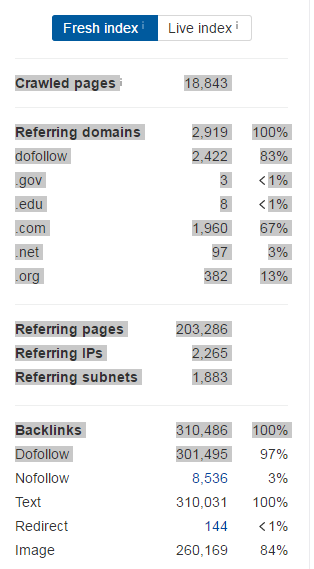 Fresh index i Live index i
Crawled pages i 18,843
Referring domains 2,919 100%
dofollow 2,422 83%
.gov 3 <1%
.edu 8 <1%
.com 1,960 67%
.net 97 3%
.org 382 13%
Referring pages 203,286
Referring IPs 2,265
Referring subnets 1,883
Backlinks 310,486 100%
Dofollow 301,495 97%
Nofollow 8,536 3%
Text 310,031 100%
Redirect 144 <1%
Image 260,169 84%